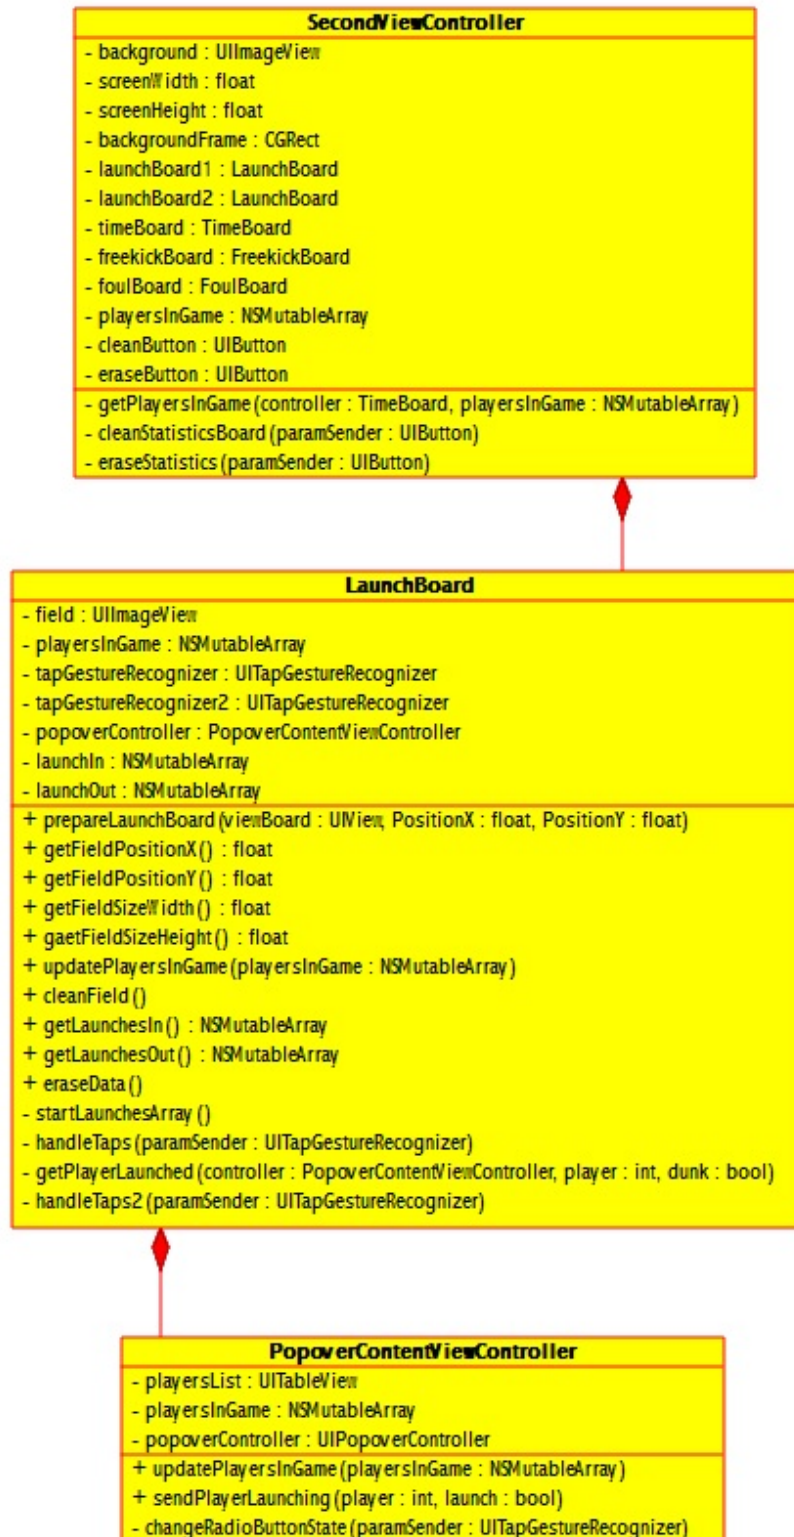 SecondViewController
- background : UIImageView
- screenWidth : float
- screenHeight : float
- backgroundFrame : CGRect
- launchBoard1 : LaunchBoard
- launchBoard2 : LaunchBoard
- timeBoard : TimeBoard
- freekickBoard : FreekickBoard
- foulBoard : FoulBoard
- playersInGame : NSMutableArray
- cleanButton : UIButton
- eraseButton : UIButton
- getPlayersInGame(controller : TimeBoard, playersInGame : NSMutableArray)
- cleanStatisticsBoard(paramSender : UIButton)
- eraseStatistics(paramSender : UIButton)
LaunchBoard
- field : UIImageView
- playersInGame : NSMutableArray
- tapGestureRecognizer : UITapGestureRecognizer
- tapGestureRecognizer2 : UITapGestureRecognizer
- popoverController : PopoverContentViewController
- launchIn : NSMutableArray
- launchOut : NSMutableArray
+ prepareLaunchBoard(viewBoard : UIView, PositionX : float, PositionY : float)
+ getFieldPositionX() : float
+ getFieldPositionY() : float
+ getFieldSizeWidth() : float
+ gaetFieldSizeHeight() : float
+ updatePlayersInGame(playersInGame : NSMutableArray)
+ cleanField()
+ getLaunchesIn() : NSMutableArray
+ getLaunchesOut() : NSMutableArray
+ eraseData()
- startLaunchesArray()
- handleTaps(paramSender : UITapGestureRecognizer)
- getPlayerLaunched(controller : PopoverContentViewController, player : int, dunk : bool)
- handleTaps2(paramSender : UITapGestureRecognizer)
PopoverContentViewController
- playersList : UITableView
- playersInGame : NSMutableArray
- popoverController : UIPopoverController
+ updatePlayersInGame(playersInGame : NSMutableArray)
+ sendPlayerLaunching(player : int, launch : bool)
- changeRadioButtonState(paramSender : UITapGestureRecognizer)